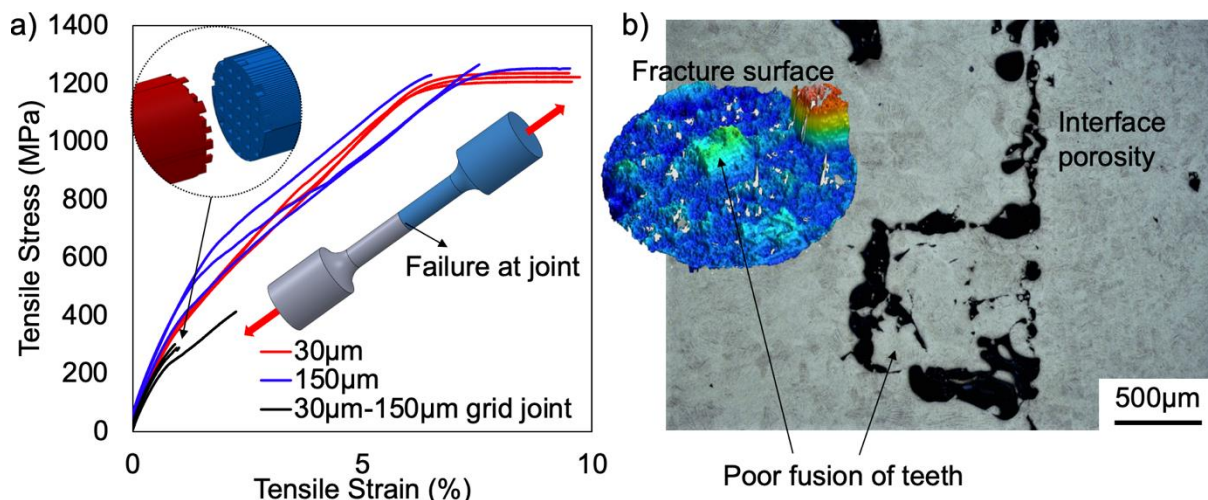 a)
1400
1200
1000
800
600
400
200
0
Tensile Stress (MPa)
Failure at joint
30μm
150μm
30μm-150μm grid joint
0
5
10
Tensile Strain (%)
b)
Fracture surface
Interface
porosity
500μm
Poor fusion of teeth